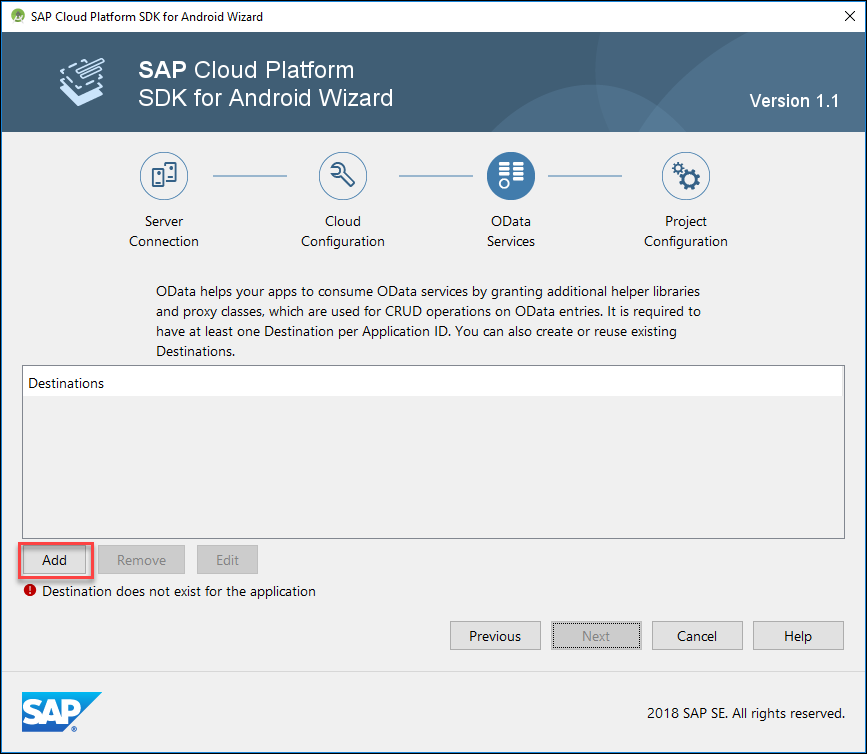 SAP Cloud Platform SDK for Android Wizard
SAP Cloud Platform
SDK for Android Wizard
Version 1.1
Server
Connection
Cloud
Configuration
OData
Services
Project
Configuration
OData helps your apps to consume OData services by granting additional helper libraries
and proxy classes, which are used for CRUD operations on OData entries. It is required to
have at least one Destination per Application ID. You can also create or reuse existing
Destinations.
Destinations
Add Remove Edit
Destination does not exist for the application
Previous Next Cancel Help
SAP®
2018 SAP SE. All rights reserved.